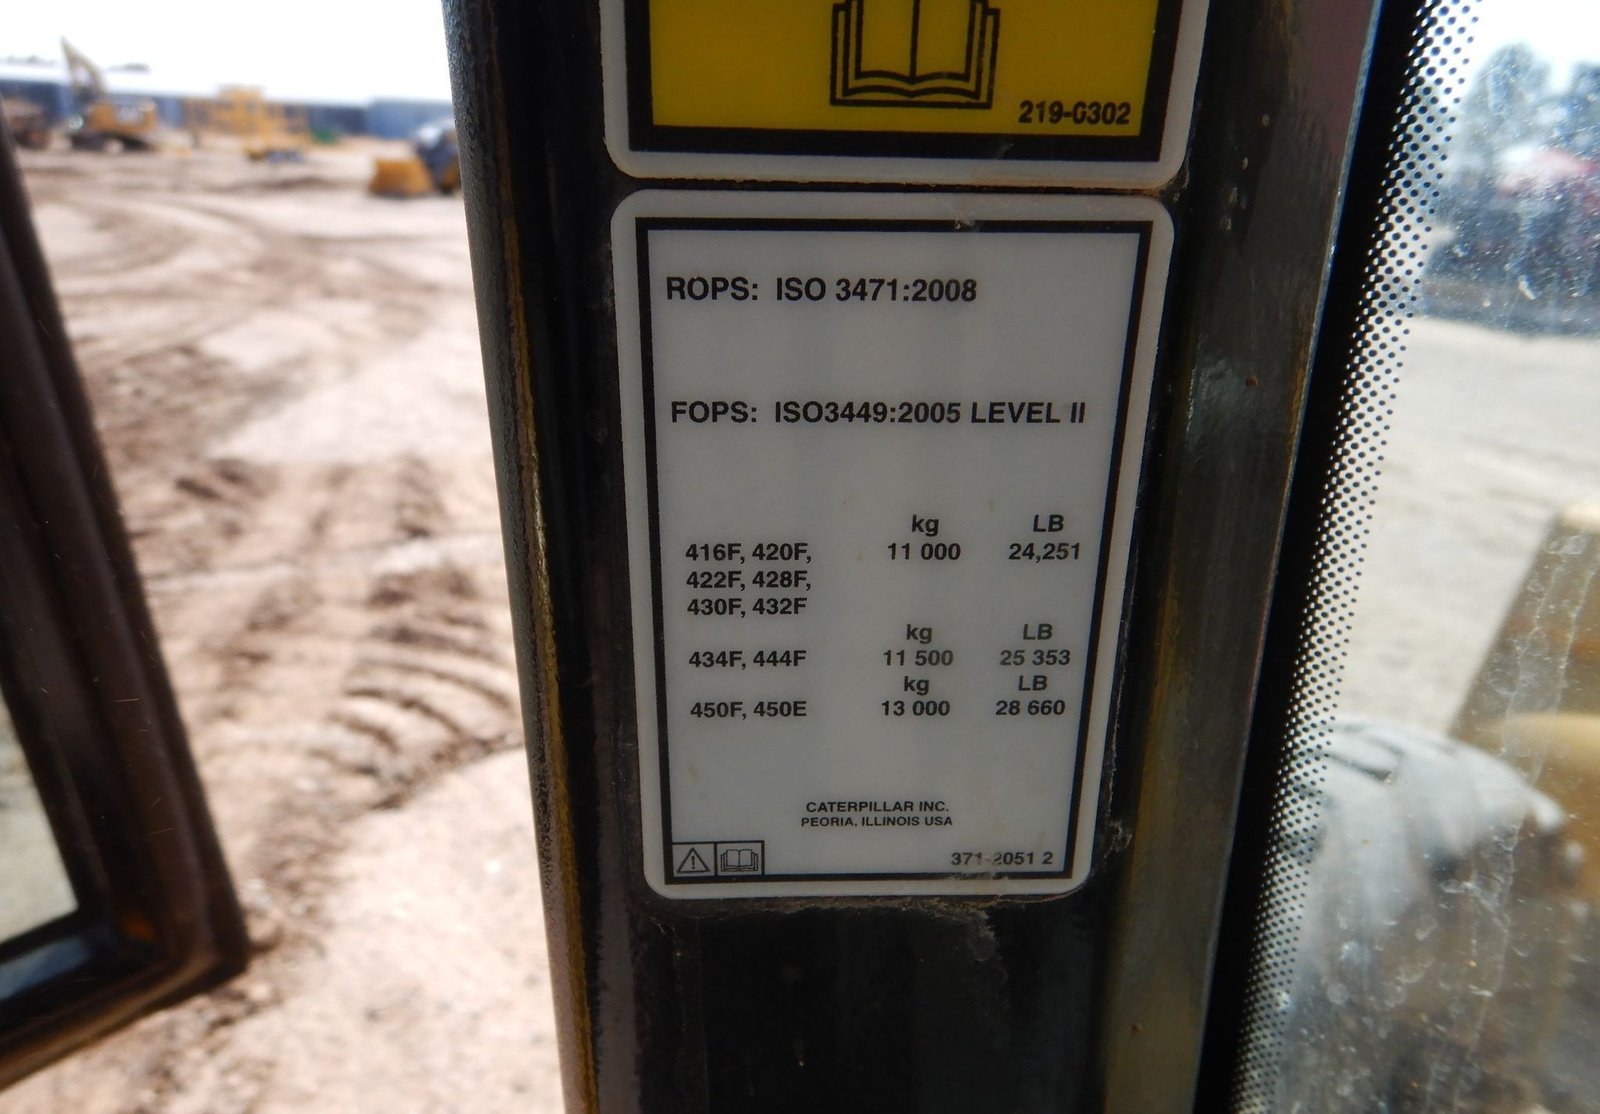 219-0302
ROPS: ISO 3471:2008
FOPS: ISO3449:2005 LEVEL II
kg LB
416F, 420F, 11 000 24,251
422F, 428F,
430F, 432F
kg LB
434F, 444F 11 500 25 353
kg LB
450F, 450E 13 000 28 660
CATERPILLAR INC.
PEORIA, ILLINOIS USA
371-2051 2